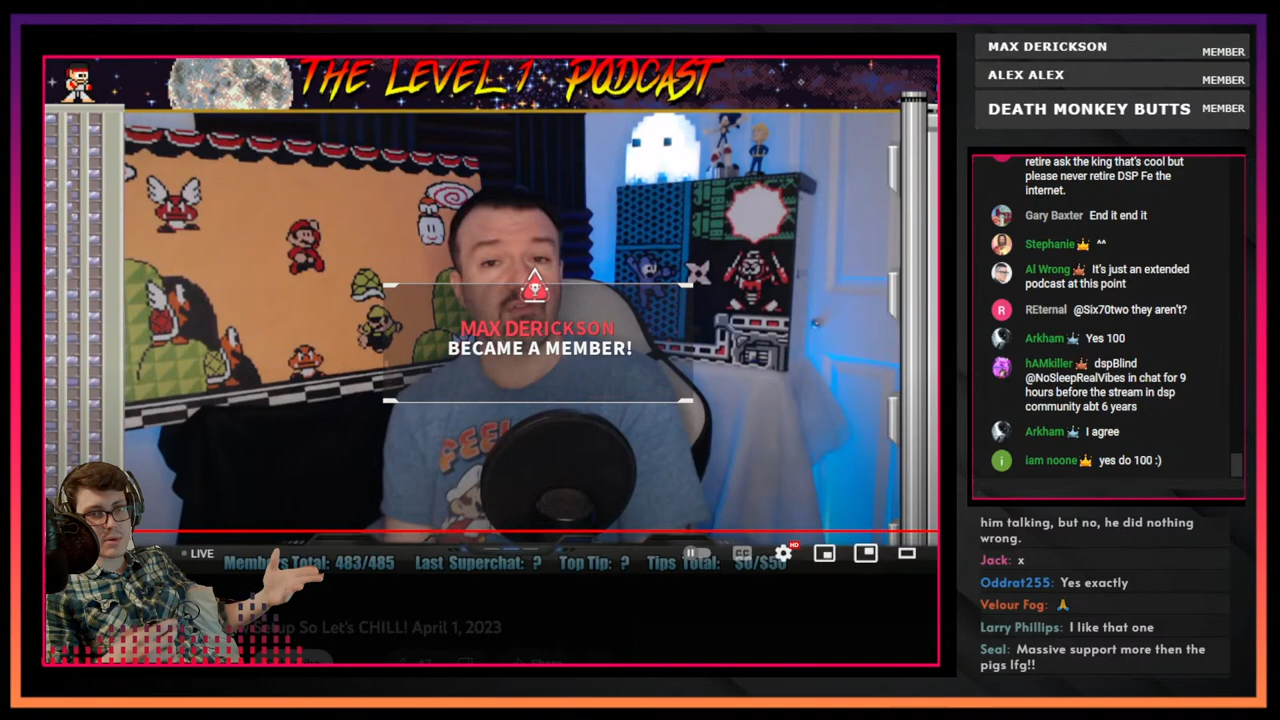 THE LEVEL 1 PODCAST
MAX DERICKSON
BECAME A MEMBER!
FEEL
LIVE
Members Total: 483/485 Last Superchat: ? Top Tip: ? Tips Total: $0/$50
HD
CC
Setup So Let's CHILL! April 1, 2023
Share
MAX DERICKSON MEMBER
ALEX ALEX MEMBER
DEATH MONKEY BUTTS MEMBER
retire ask the king that's cool but
please never retire DSP Fe the
internet.
Gary Baxter End it end it
Stephanie ^^
Al Wrong It's just an extended
podcast at this point
R REternal @Six70two they aren't?
Arkham Yes 100
hAMkiller dspBlind
@NoSleepRealVibes in chat for 9
hours before the stream in dsp
community abt 6 years
Arkham I agree
i iam noone yes do 100 :)
him talking, but no, he did nothing
wrong.
Jack: x
Oddrat255: Yes exactly
Velour Fog: 🙏
Larry Phillips: I like that one
Seal: Massive support more then the
pigs lfg!!